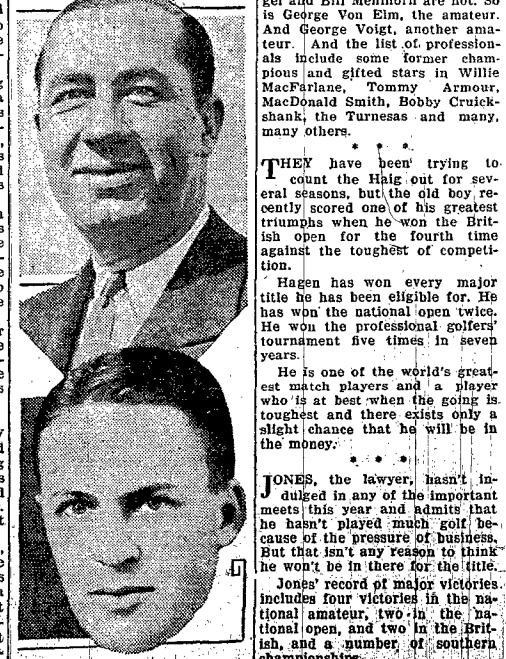 gel and Bill Mehlhorn are not. So
is George Von Elm, the amateur.
And George Voigt, another ama-
teur. And the list of profession-
als include some former cham-
pions and gifted stars in Willie
MacFarlane, Tommy Armour,
MacDonald Smith, Bobby Cruick-
shank, the Turnesas and many,
many others.
* * *
THEY have been trying to
count the Haig out for sev-
eral seasons, but the old boy re-
cently scored one of his greatest
triumphs when he won the Brit-
ish open for the fourth time
against the toughest of competi-
tion.
Hagen has won every major
title he has been eligible for. He
has won the national open twice.
He won the professional golfers'
tournament five times in seven
years.
He is one of the world's great-
est match players and a player
who is at best when the going is
toughest and there exists only a
slight chance that he will be in
the money.
* * *
JONES, the lawyer, hasn't in-
dulged in any of the important
meets this year and admits that
he hasn't played much golf be-
cause of the pressure of business.
But that isn't any reason to think
he won't be in there for the title.
Jones' record of major victories
includes four victories in the na-
tional amateur, two in the na-
tional open, and two in the Brit-
ish, and a number of southern
championships.